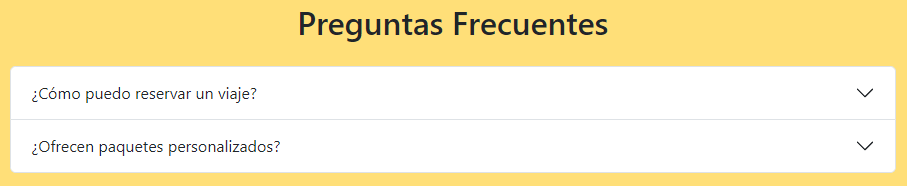 Preguntas Frecuentes
¿Cómo puedo reservar un viaje?
¿Ofrecen paquetes personalizados?